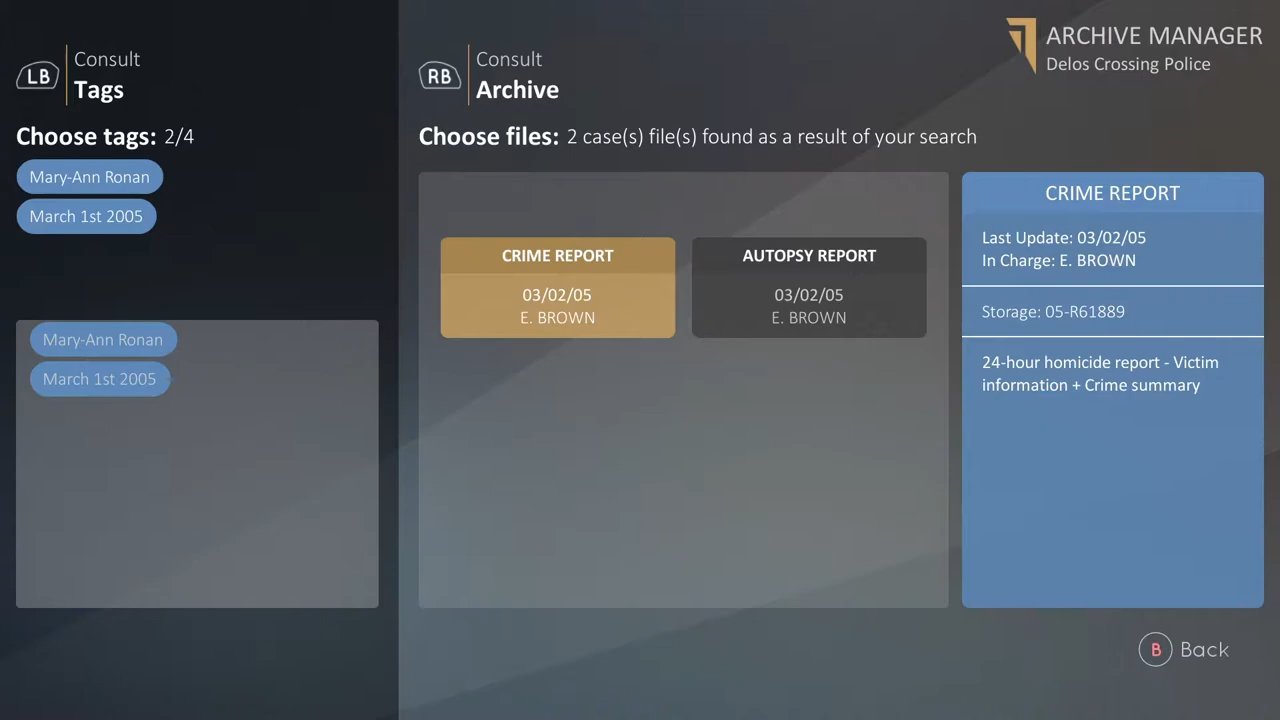 LB
Consult
Tags
Choose tags: 2/4
Mary-Ann Ronan
March 1st 2005
Mary-Ann Ronan
March 1st 2005
RB
Consult
Archive
ARCHIVE MANAGER
Delos Crossing Police
Choose files: 2 case(s) file(s) found as a result of your search
CRIME REPORT
03/02/05
E. BROWN
AUTOPSY REPORT
03/02/05
E. BROWN
CRIME REPORT
Last Update: 03/02/05
In Charge: E. BROWN
Storage: 05-R61889
24-hour homicide report - Victim
information + Crime summary
B Back